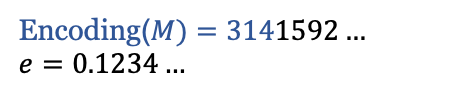 Encoding(M) = 3141592 ...
e = 0.1234 ...